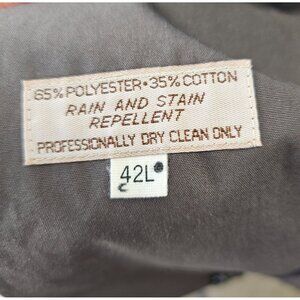 65% POLYESTER • 35% COTTON
RAIN AND STAIN
REPELLENT
PROFESSIONALLY DRY CLEAN ONLY
42L
C